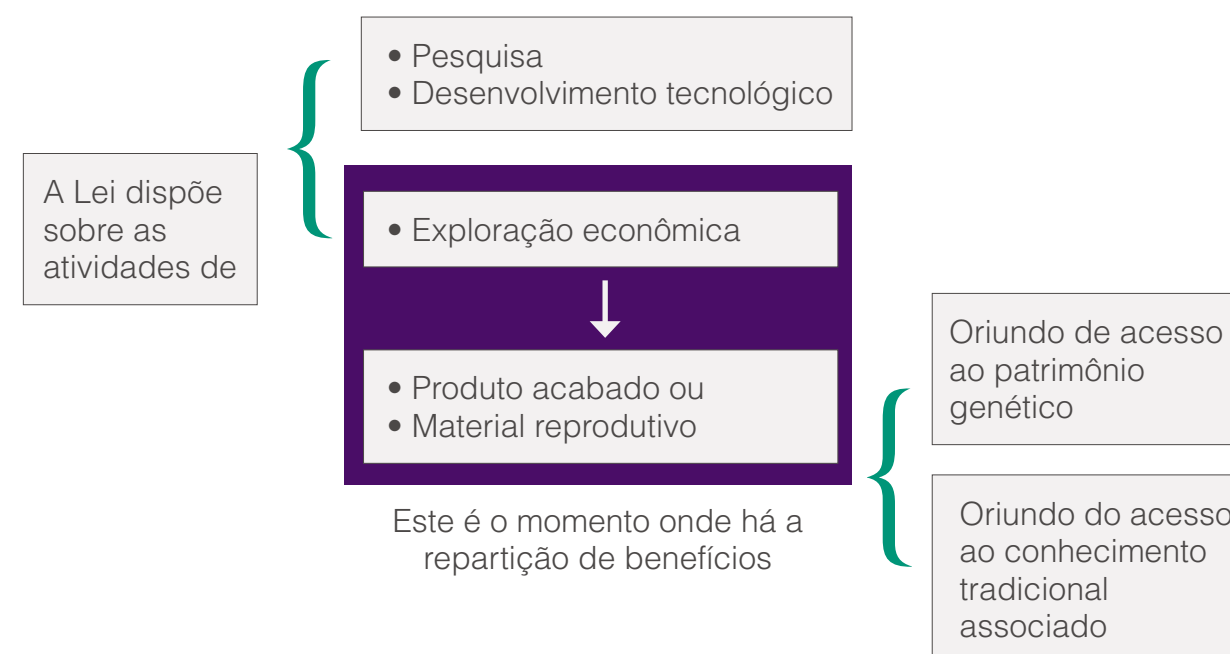 A Lei dispõe
sobre as
atividades de
• Pesquisa
• Desenvolvimento tecnológico
• Exploração econômica
• Produto acabado ou
• Material reprodutivo
Este é o momento onde há a
repartição de benefícios
Oriundo de acesso
ao patrimônio
genético
Oriundo do acesso
ao conhecimento
tradicional
associado